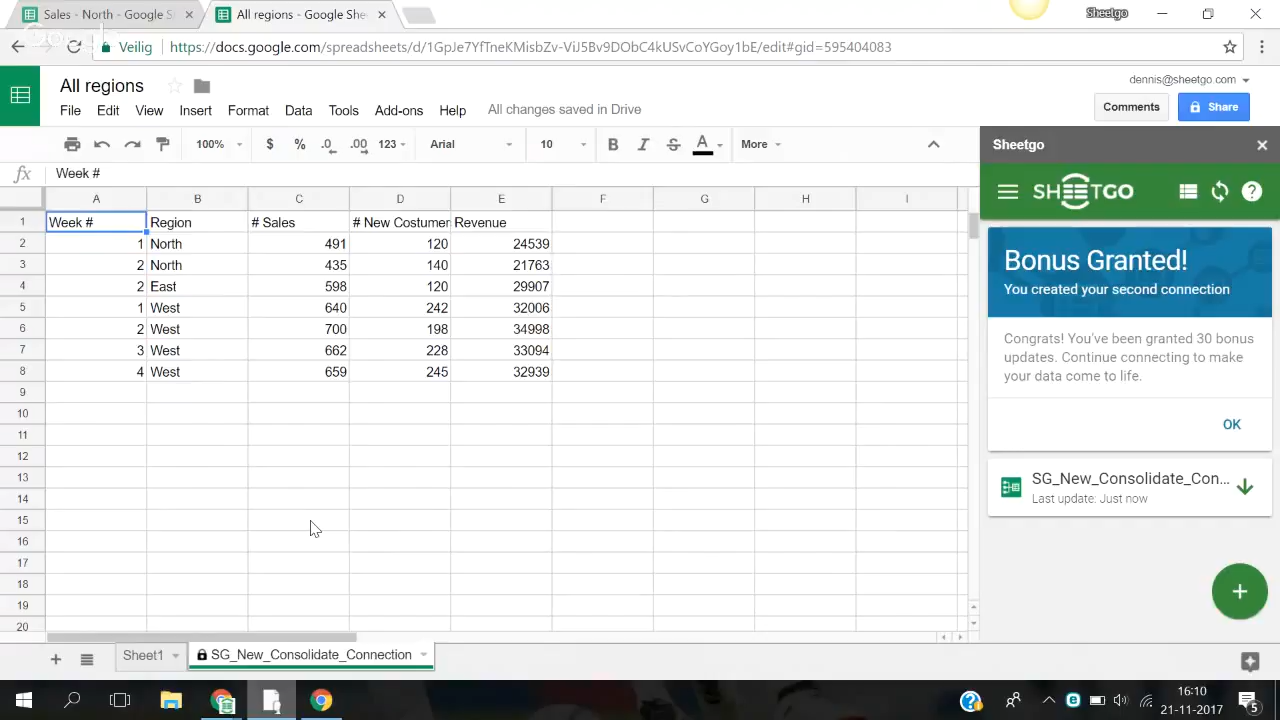 Sales - North - Google Sh
All regions - Google She
Sheetgo
Google
Veilig
https://docs.google.com/spreadsheets/d/1GpJe7YfTneKMisbZv-ViJ5Bv9DObC4kUSvCoYGoy1bE/edit#gid=595404083
All regions
dennis@sheetgo.com
File Edit View Insert Format Data Tools Add-ons Help All changes saved in Drive
Comments
Share
100% $ % .0 .00 123 Arial 10 B I S A More
Sheetgo
fx Week #
A B C D E F G H I
1 Week # Region # Sales # New Costumer Revenue
2 1 North 491 120 24539
3 2 North 435 140 21763
4 2 East 598 120 29907
5 1 West 640 242 32006
6 2 West 700 198 34998
7 3 West 662 228 33094
8 4 West 659 245 32939
9
10
11
12
13
14
15
16
17
18
19
20
SHEETGO
Bonus Granted!
You created your second connection
Congrats! You've been granted 30 bonus
updates. Continue connecting to make
your data come to life.
OK
SG_New_Consolidate_Con...
Last update: Just now
Sheet1
SG_New_Consolidate_Connection
16:10
21-11-2017
5